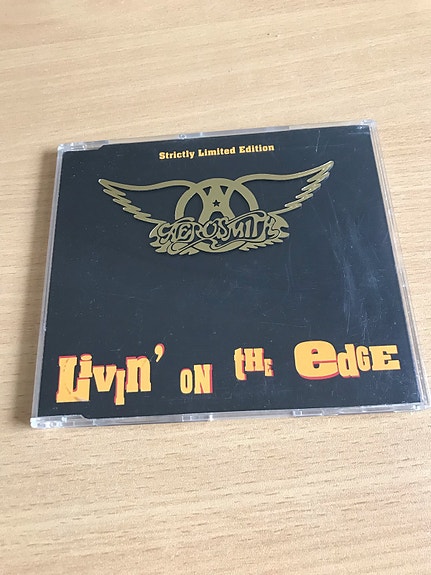 Strictly Limited Edition
AEROSMITH
Livin' oN tHE edGE